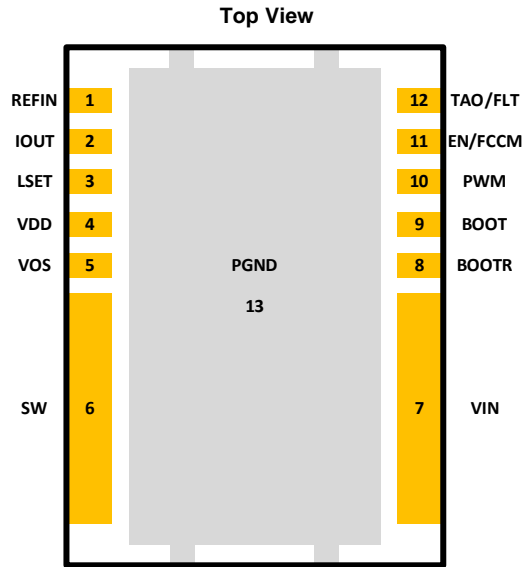 Top View
REFIN 1 12 TAO/FLT
IOUT 2 11 EN/FCCM
LSET 3 10 PWM
VDD 4 9 BOOT
VOS 5 PGND 8 BOOTR
13
SW 6 7 VIN